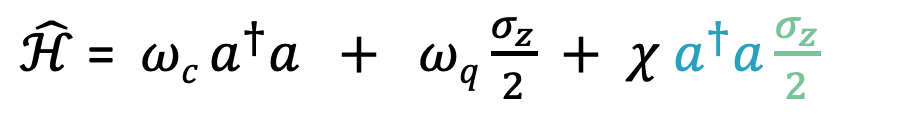 ℋ̂ = ω_c a†a + ω_q σ_z/2 + χ a†a σ_z/2